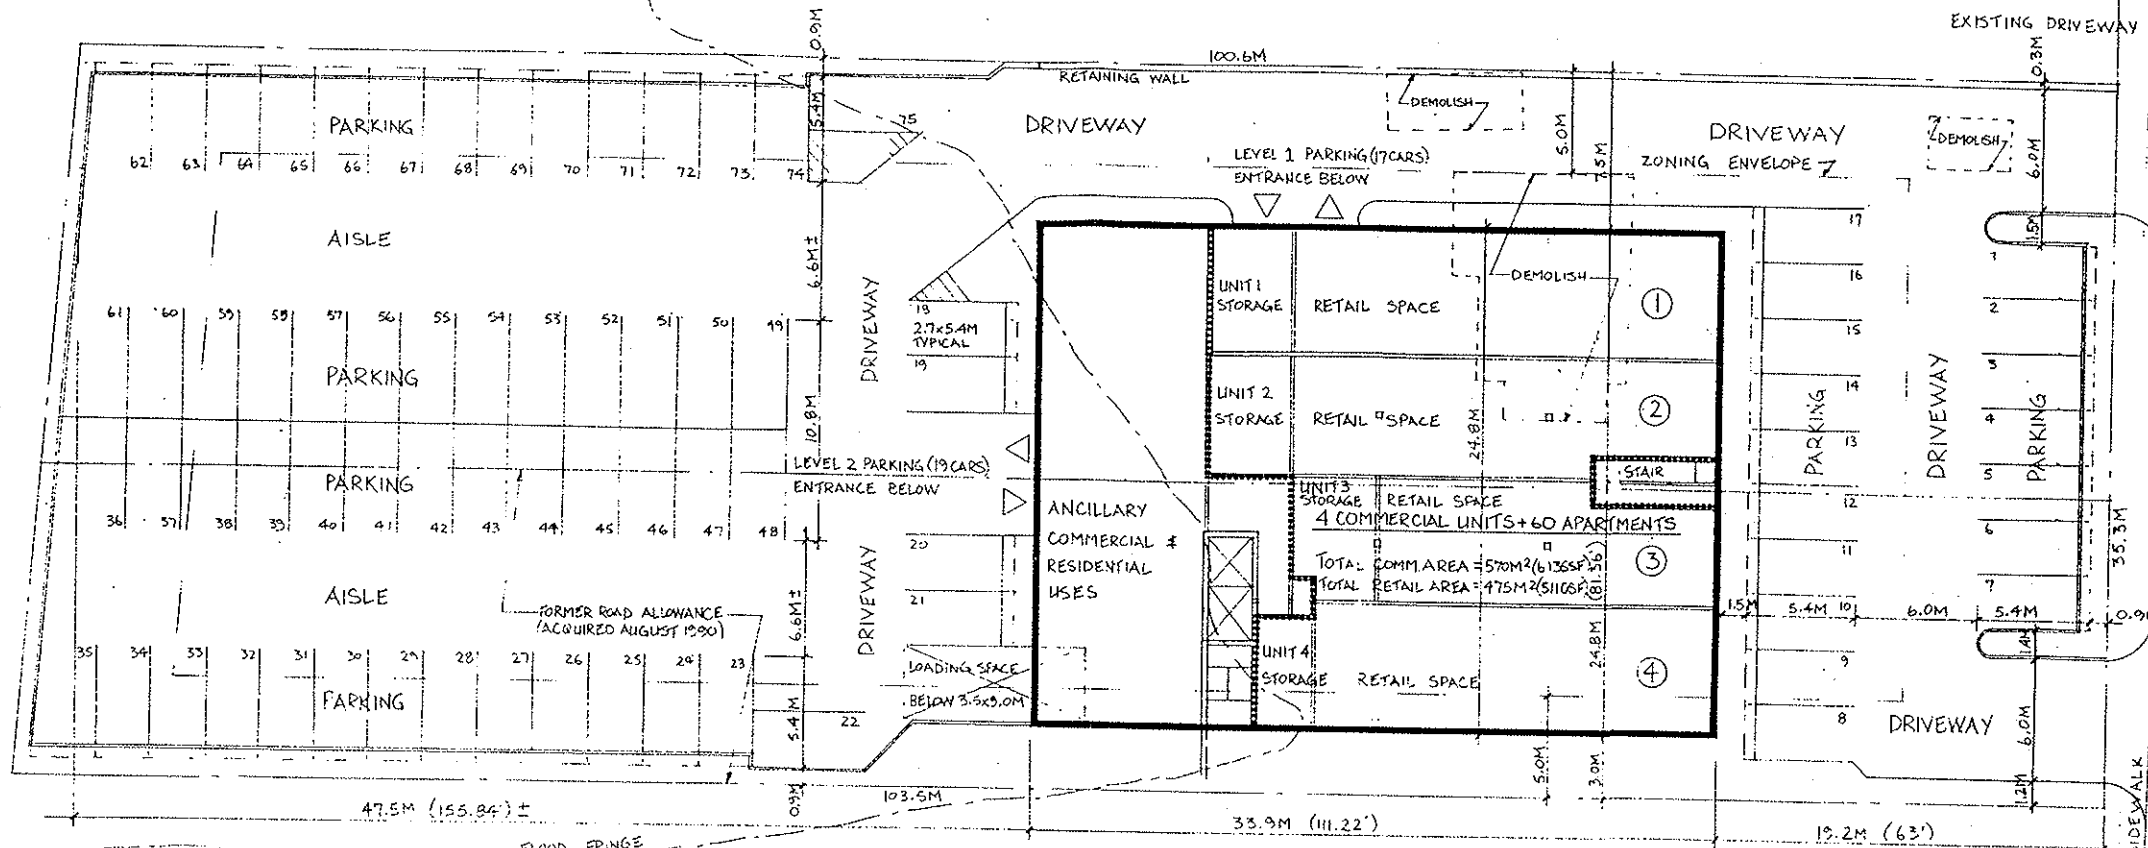 EXISTING DRIVEWAY
0.9M
100.6M
0.3M
RETAINING WALL
5.4M
75
DRIVEWAY
DEMOLISH
5.0M
7.5M
DRIVEWAY
DEMOLISH
6.0M
PARKING
LEVEL 1 PARKING (17CARS)
ENTRANCE BELOW
ZONING ENVELOPE
62 63 64 65 66 67 68 69 70 71 72 73 74
AISLE
6.6M±
DRIVEWAY
17
1.5M
1
DEMOLISH
16
2
UNIT 1
STORAGE
RETAIL SPACE
1
61 60 59 58 57 56 55 54 53 52 51 50 49
18
2.7x5.4M
TYPICAL
19
15
3
PARKING
10.8M
UNIT 2
STORAGE
RETAIL SPACE
2
24.8M
14
PARKING
DRIVEWAY
4
PARKING
13
5
LEVEL 2 PARKING (19CARS)
ENTRANCE BELOW
STAIR
PARKING
UNIT 3
STORAGE
RETAIL SPACE
12
36 37 38 39 40 41 42 43 44 45 46 47 48
ANCILLARY
COMMERCIAL &
RESIDENTIAL
USES
4 COMMERCIAL UNITS+60 APARTMENTS
6
35.3M
20
DRIVEWAY
TOTAL COMM. AREA = 570M²(6136SF)
TOTAL RETAIL AREA = 475M²(5110SF)
3
11
7
AISLE
6.6M±
21
FORMER ROAD ALLOWANCE
(ACQUIRED AUGUST 1990)
24.8M (81.36')
1.5M
5.4M
10
6.0M
5.4M
1.4M
35 34 33 32 31 30 29 28 27 26 25 24 23
LOADING SPACE
BELOW 3.5x9.0M
UNIT 4
STORAGE
RETAIL SPACE
4
9
PARKING
5.4M
22
8
DRIVEWAY
6.0M
5.0M
3.0M
0.9M
103.5M
1.2M
47.5M (155.84') ±
33.9M (111.22')
19.2M (63')
FLOOD FRINGE